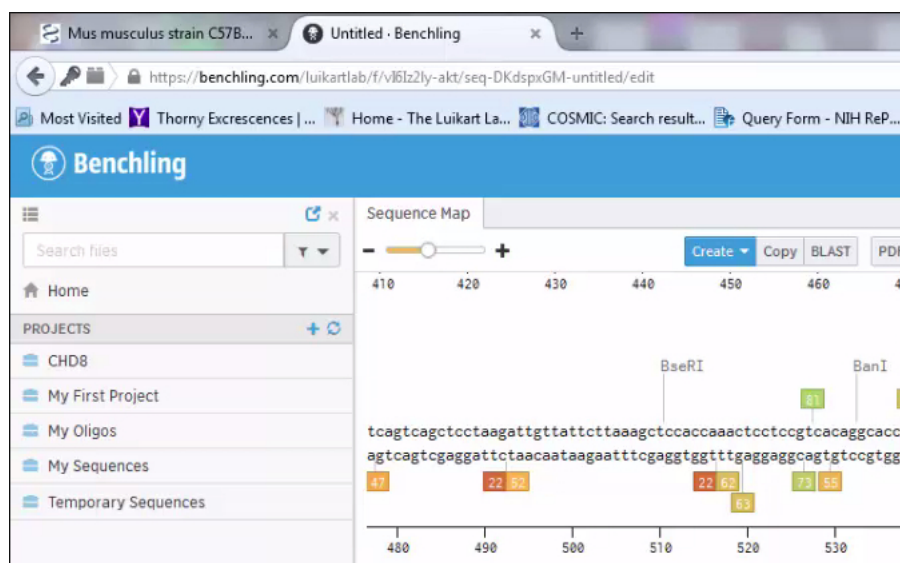 Mus musculus strain C57B... × Untitled · Benchling × +
https://benchling.com/luikartlab/f/vI6Iz2Iy-akt/seq-DKdspxGM-untitled/edit
Most Visited Thorny Excrescences | ... Home - The Luikart La... COSMIC: Search result... Query Form - NIH ReP...
Benchling
Sequence Map
Search files
Create Copy BLAST PDF
410 420 430 440 450 460
Home
PROJECTS
CHD8
My First Project
My Oligos
My Sequences
Temporary Sequences
BseRI BanI
81
tcagtcagctcctaagattgttattcttaaagctccaccaaactcctccgtcacaggcacc
agtcagtcgaggattctaacaataagaatttcgaggtggtttgaggaggcagtgtccgtgg
47 22 52 22 62 73 55
63
480 490 500 510 520 530